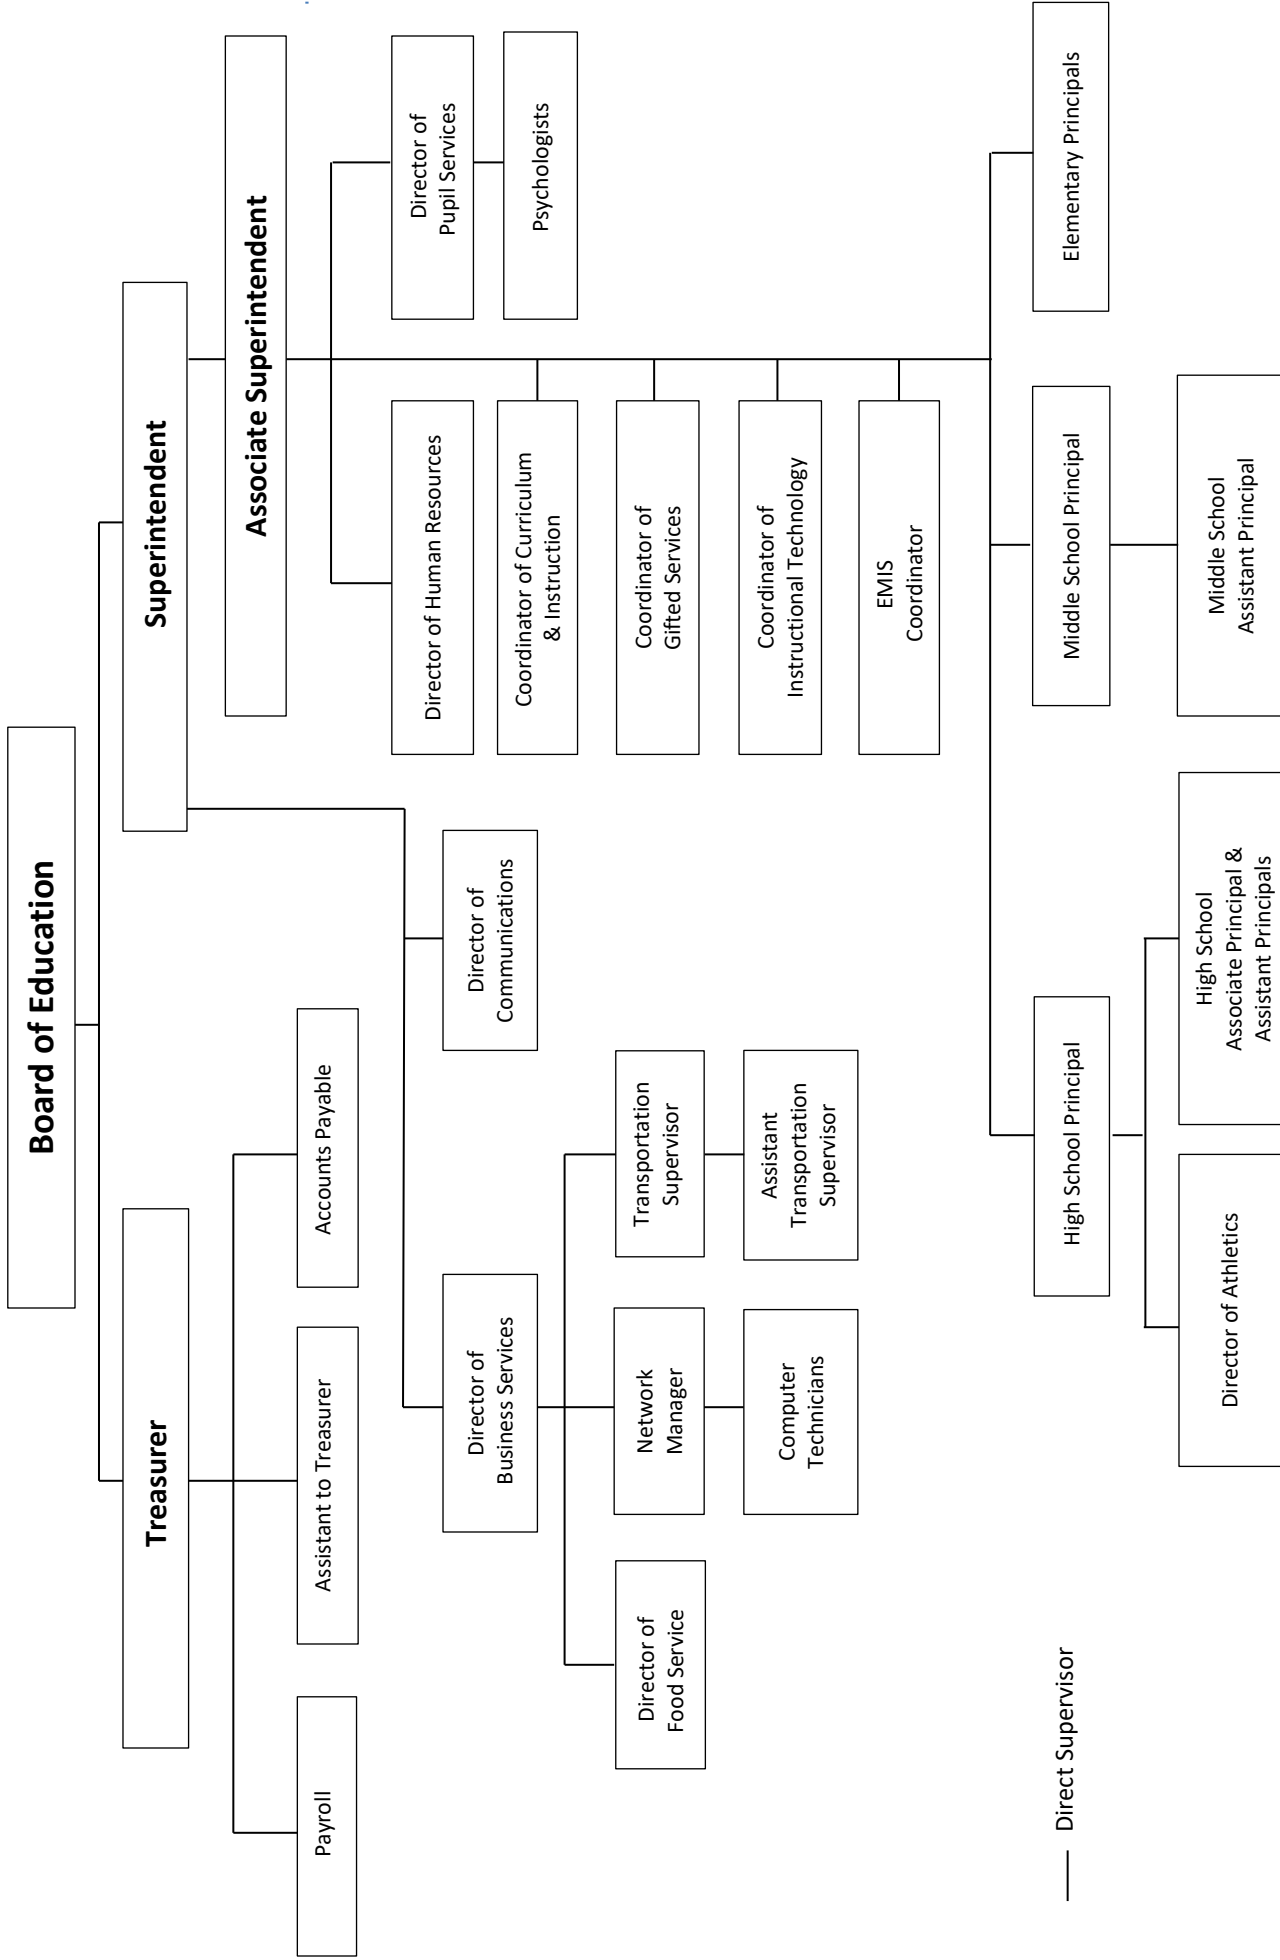 Board of Education
Treasurer
Superintendent
Associate Superintendent
Payroll
Assistant to Treasurer
Accounts Payable
Director of
Business Services
Director of
Communications
Director of Human Resources
Director of
Pupil Services
Psychologists
Coordinator of Curriculum
& Instruction
Coordinator of
Gifted Services
Coordinator of
Instructional Technology
EMIS
Coordinator
Director of
Food Service
Network
Manager
Transportation
Supervisor
Computer
Technicians
Assistant
Transportation
Supervisor
High School Principal
Middle School Principal
Elementary Principals
Director of Athletics
High School
Associate Principal &
Assistant Principals
Middle School
Assistant Principal
Direct Supervisor